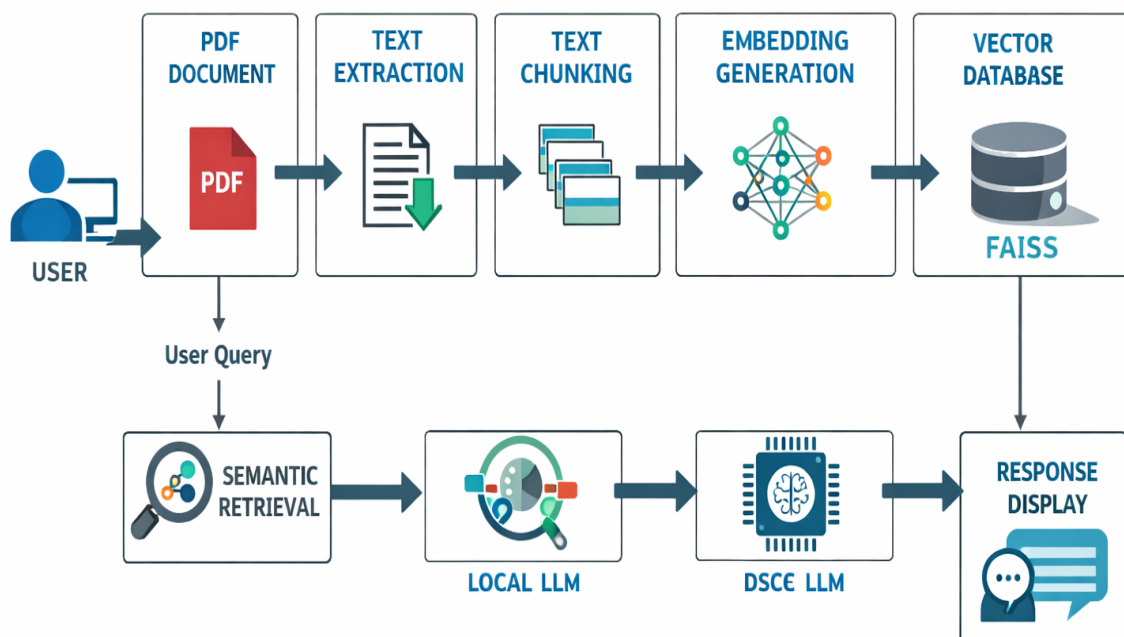 PDF
DOCUMENT
TEXT
EXTRACTION
TEXT
CHUNKING
EMBEDDING
GENERATION
VECTOR
DATABASE
PDF
FAISS
USER
User Query
SEMANTIC
RETRIEVAL
RESPONSE
DISPLAY
LOCAL LLM
DSCE LLM